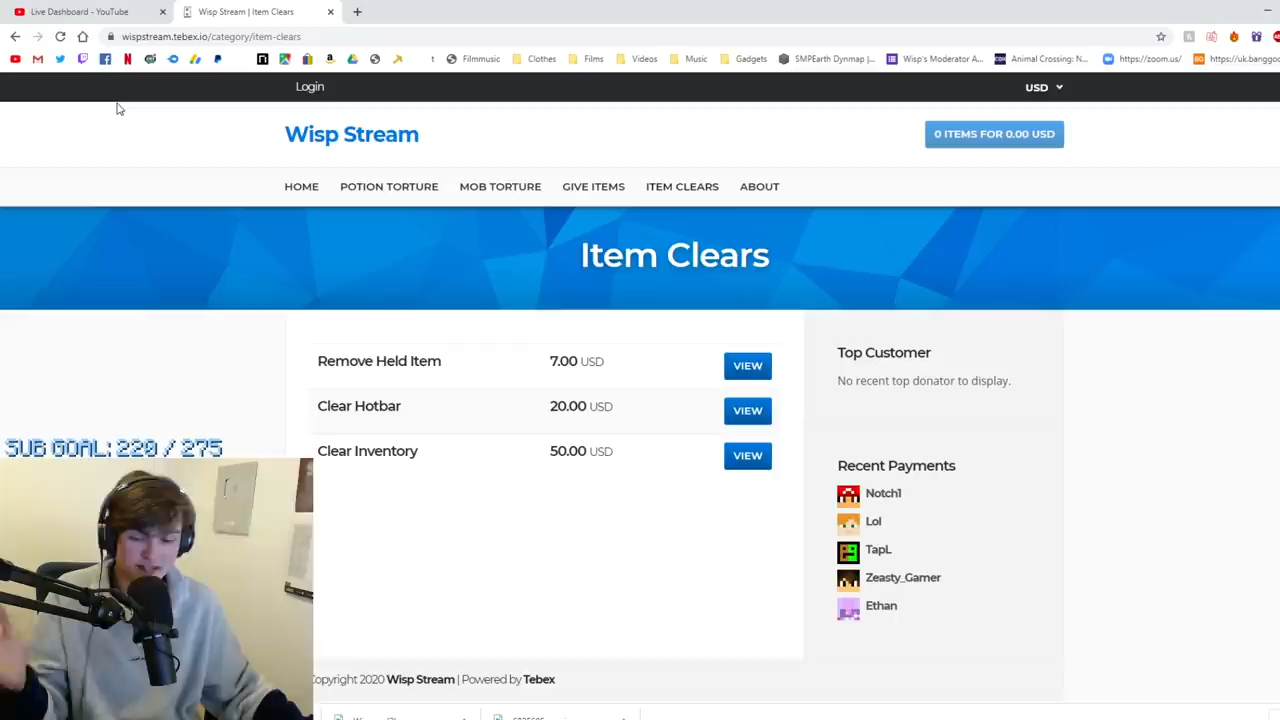 Live Dashboard - YouTube
Wisp Stream | Item Clears
wispstream.tebex.io/category/item-clears
Filmmusic
Clothes
Films
Videos
Music
Gadgets
SMPEarth Dynmap |...
Wisp's Moderator A...
Animal Crossing: N...
https://zoom.us/
https://uk.banggoo
Login
USD
Wisp Stream
0 ITEMS FOR 0.00 USD
HOME POTION TORTURE MOB TORTURE GIVE ITEMS ITEM CLEARS ABOUT
Item Clears
Remove Held Item 7.00 USD VIEW
Clear Hotbar 20.00 USD VIEW
Clear Inventory 50.00 USD VIEW
Top Customer
No recent top donator to display.
Recent Payments
Notch1
Lol
TapL
Zeasty_Gamer
Ethan
SUB GOAL: 220 / 275
opyright 2020 Wisp Stream | Powered by Tebex